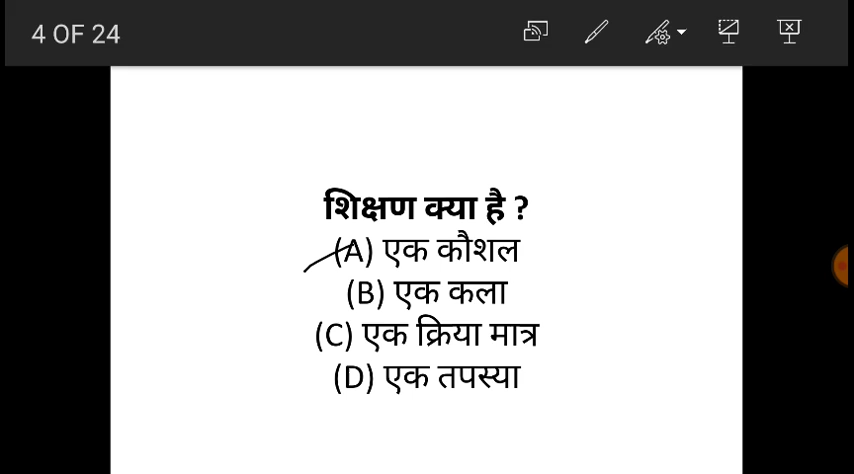 4 OF 24
शिक्षण क्या है ?
(A) एक कौशल
(B) एक कला
(C) एक क्रिया मात्र
(D) एक तपस्या